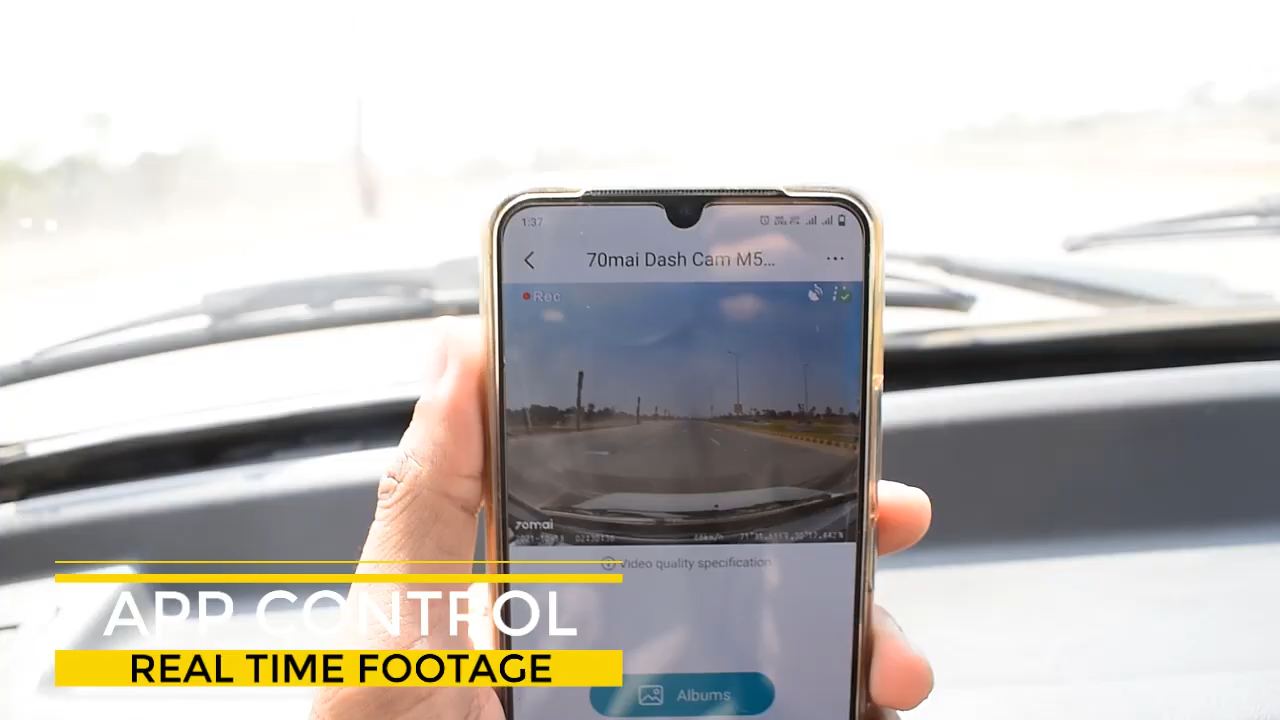 1:37
70mai Dash Cam M5...
Rec
70mai
Video quality specification
Albums
APP CONTROL
REAL TIME FOOTAGE